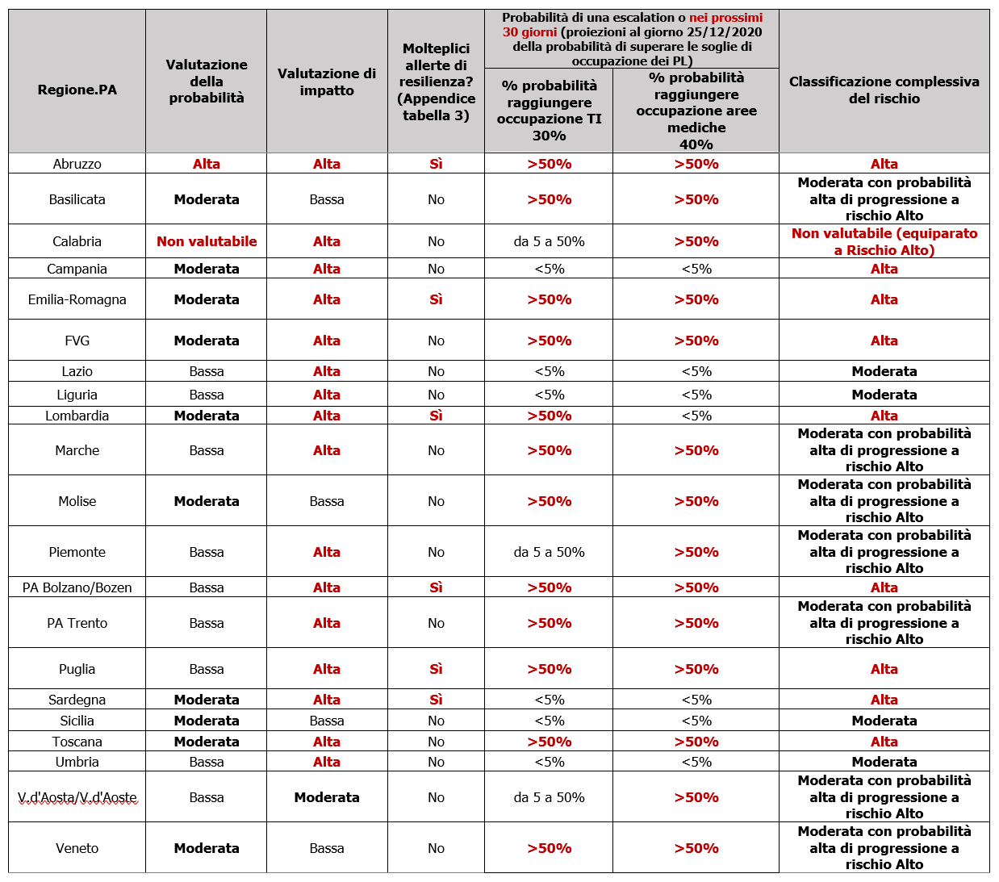 Regione.PA
Valutazione
della
probabilità
Valutazione di
impatto
Molteplici
allerte di
resilienza?
(Appendice
tabella 3)
Probabilità di una escalation o nei prossimi
30 giorni (proiezioni al giorno 25/12/2020
della probabilità di superare le soglie di
occupazione dei PL)
% probabilità
raggiungere
occupazione TI
30%
% probabilità
raggiungere
occupazione aree
mediche
40%
Classificazione complessiva
del rischio
Abruzzo Alta Alta Sì >50% >50% Alta
Basilicata Moderata Bassa No >50% >50% Moderata con probabilità
alta di progressione a
rischio Alto
Calabria Non valutabile Alta No da 5 a 50% >50% Non valutabile (equiparato
a Rischio Alto)
Campania Moderata Alta No <5% <5% Alta
Emilia-Romagna Moderata Alta Sì >50% >50% Alta
FVG Moderata Alta No >50% >50% Alta
Lazio Bassa Alta No <5% <5% Moderata
Liguria Bassa Alta No <5% <5% Moderata
Lombardia Moderata Alta Sì >50% <5% Alta
Marche Bassa Alta No >50% >50% Moderata con probabilità
alta di progressione a
rischio Alto
Molise Moderata Bassa No >50% >50% Moderata con probabilità
alta di progressione a
rischio Alto
Piemonte Bassa Alta No da 5 a 50% >50% Moderata con probabilità
alta di progressione a
rischio Alto
PA Bolzano/Bozen Bassa Alta Sì >50% >50% Alta
PA Trento Bassa Alta No >50% >50% Moderata con probabilità
alta di progressione a
rischio Alto
Puglia Bassa Alta Sì >50% >50% Alta
Sardegna Moderata Alta Sì <5% <5% Alta
Sicilia Moderata Bassa No <5% <5% Moderata
Toscana Moderata Alta No >50% >50% Alta
Umbria Bassa Alta No <5% <5% Moderata
V.d'Aosta/V.d'Aoste Bassa Moderata No da 5 a 50% >50% Moderata con probabilità
alta di progressione a
rischio Alto
Veneto Moderata Bassa No >50% >50% Moderata con probabilità
alta di progressione a
rischio Alto